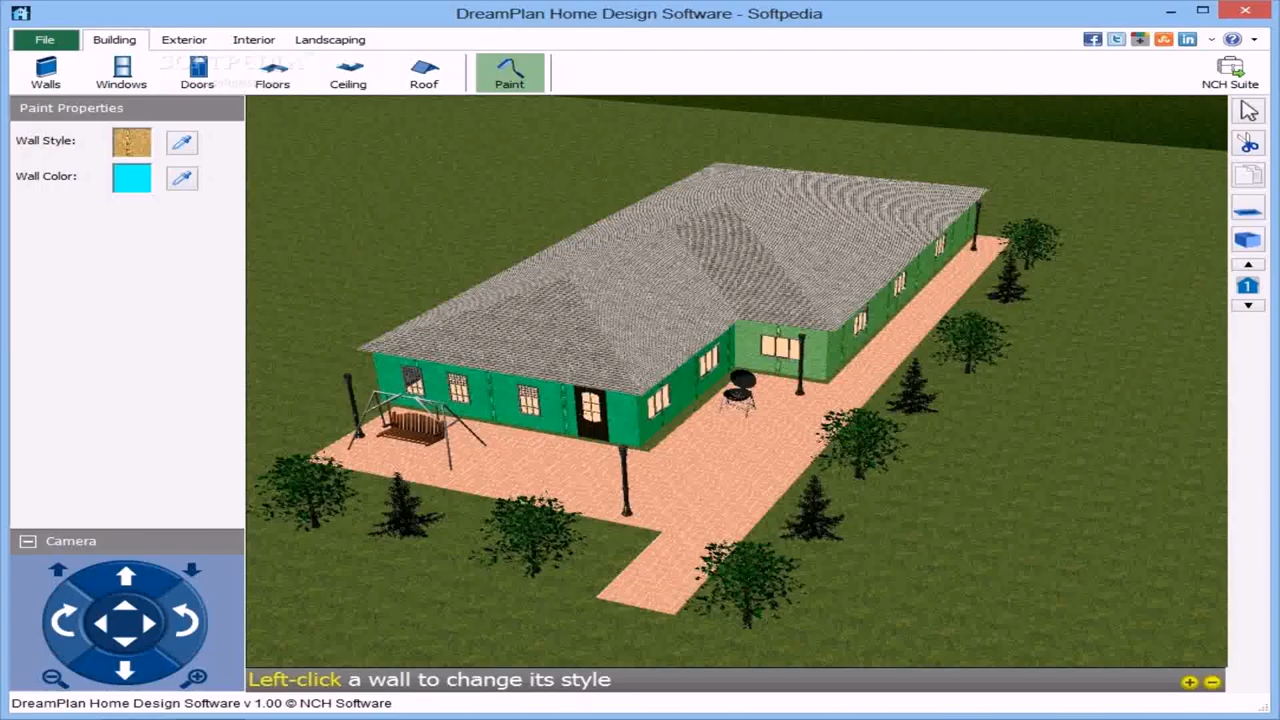 DreamPlan Home Design Software - Softpedia
File Building Exterior Interior Landscaping
SOFTPEDIA
Walls Windows Doors Floors Ceiling Roof Paint NCH Suite
Paint Properties
Wall Style:
Wall Color:
1
Camera
Left-click a wall to change its style
DreamPlan Home Design Software v 1.00 © NCH Software